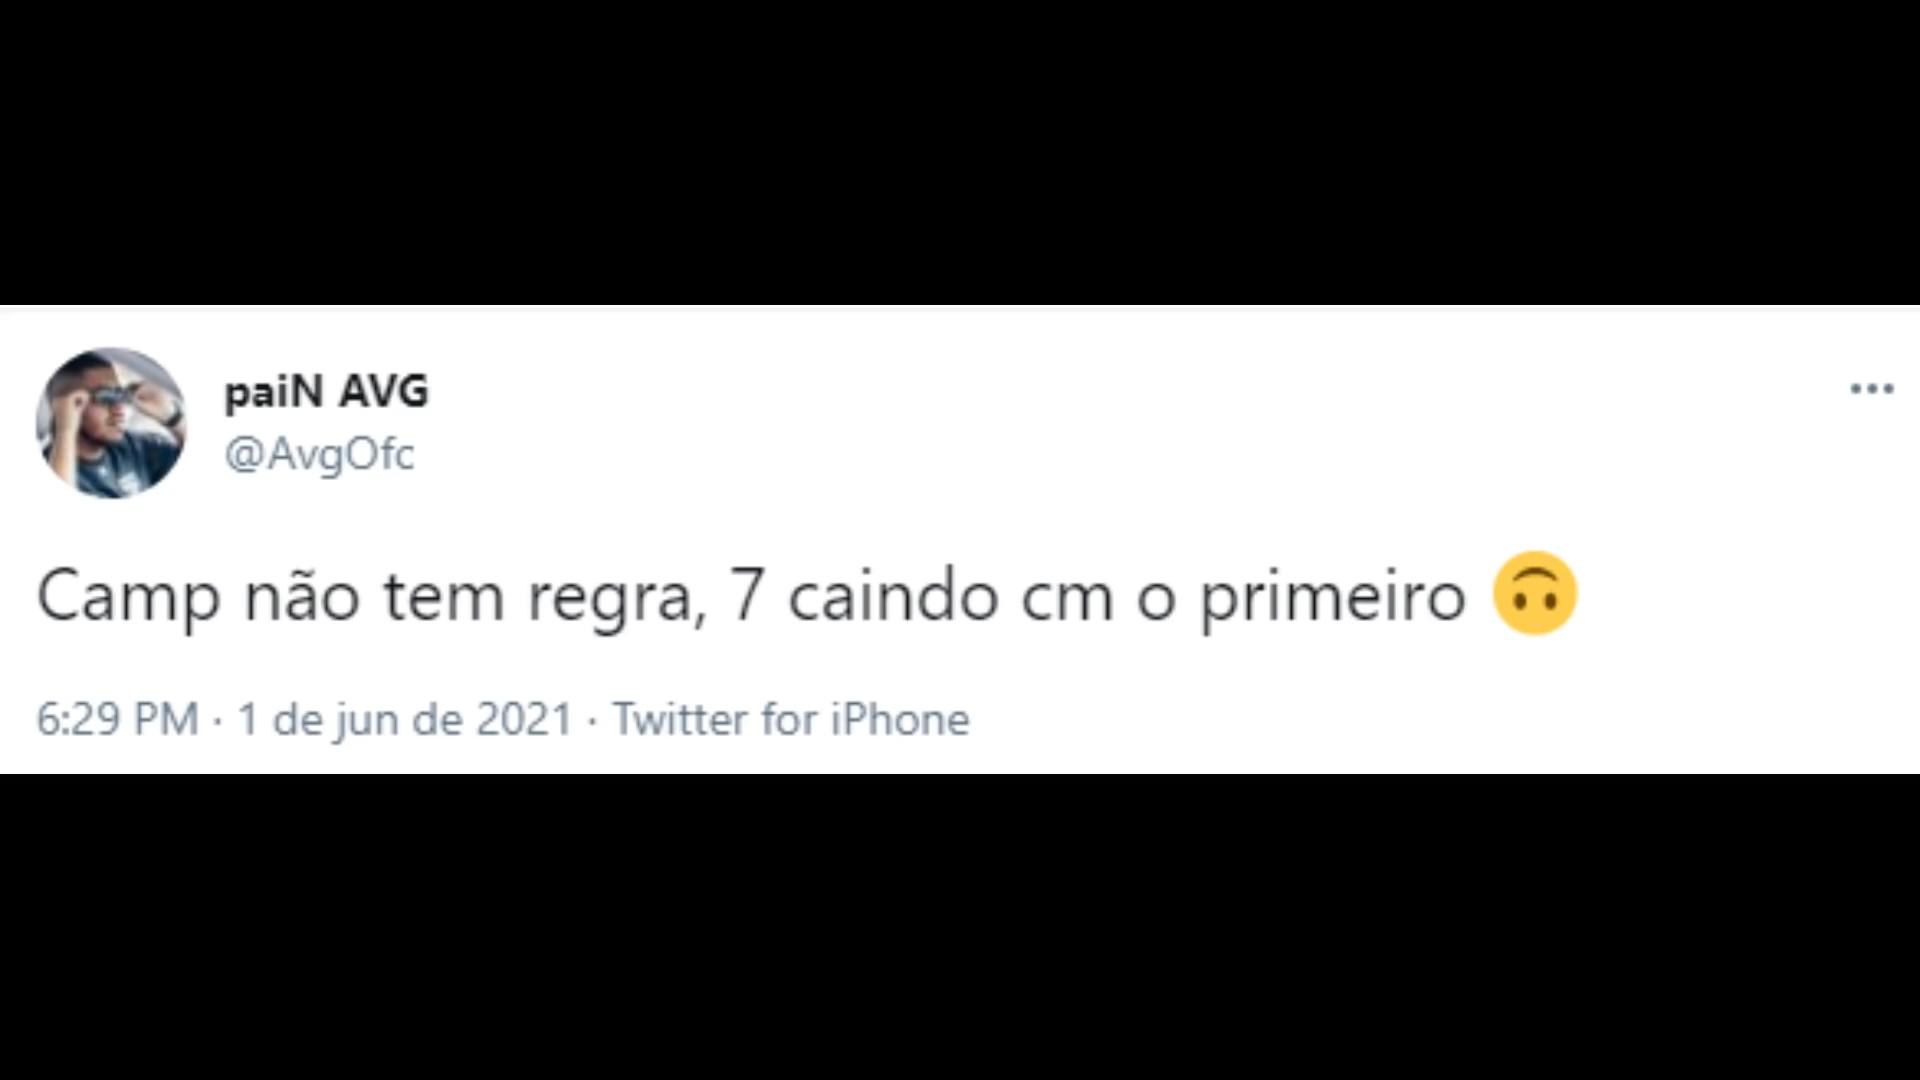 paiN AVG
@AvgOfc
Camp não tem regra, 7 caindo cm o primeiro 🙃
6:29 PM · 1 de jun de 2021 · Twitter for iPhone